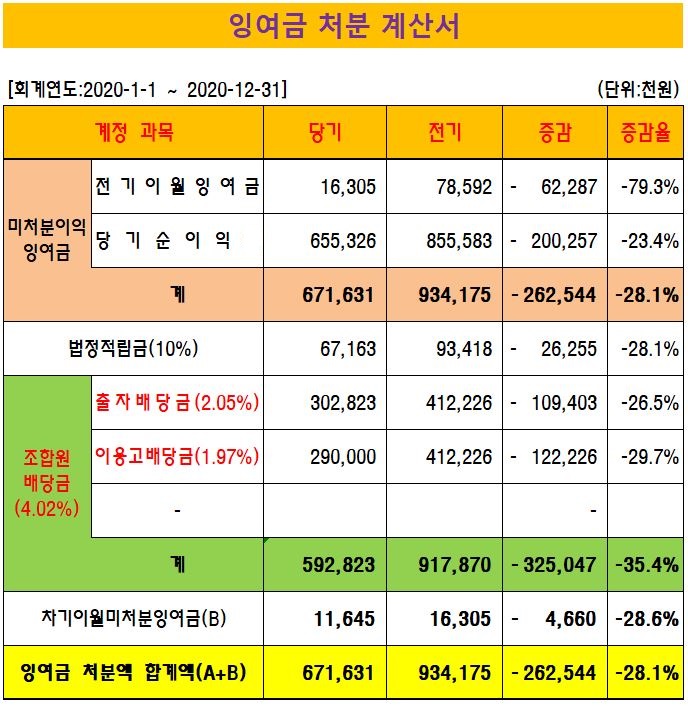 잉여금 처분 계산서
[회계연도:2020-1-1 ~ 2020-12-31] (단위:천원)
계정 과목 당기 전기 증감 증감율
미처분이익
잉여금
전기이월잉여금 16,305 78,592 - 62,287 -79.3%
당기순이익 655,326 855,583 - 200,257 -23.4%
계 671,631 934,175 -262,544 -28.1%
법정적립금(10%) 67,163 93,418 - 26,255 -28.1%
조합원
배당금
(4.02%)
출자배당금(2.05%) 302,823 412,226 - 109,403 -26.5%
이용고배당금(1.97%) 290,000 412,226 - 122,226 -29.7%
- -
계 592,823 917,870 -325,047 -35.4%
차기이월미처분잉여금(B) 11,645 16,305 - 4,660 -28.6%
잉여금 처분액 합계액(A+B) 671,631 934,175 -262,544 -28.1%